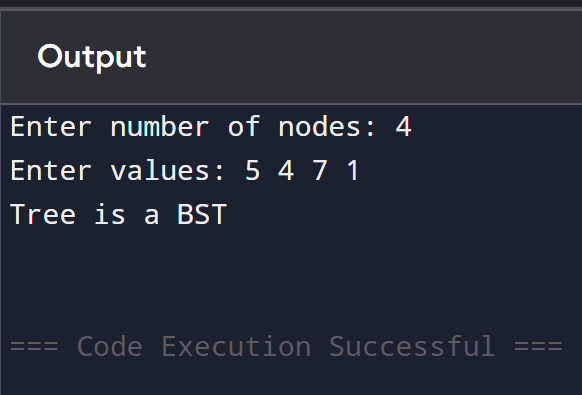 Output
Enter number of nodes: 4
Enter values: 5 4 7 1
Tree is a BST
=== Code Execution Successful ===